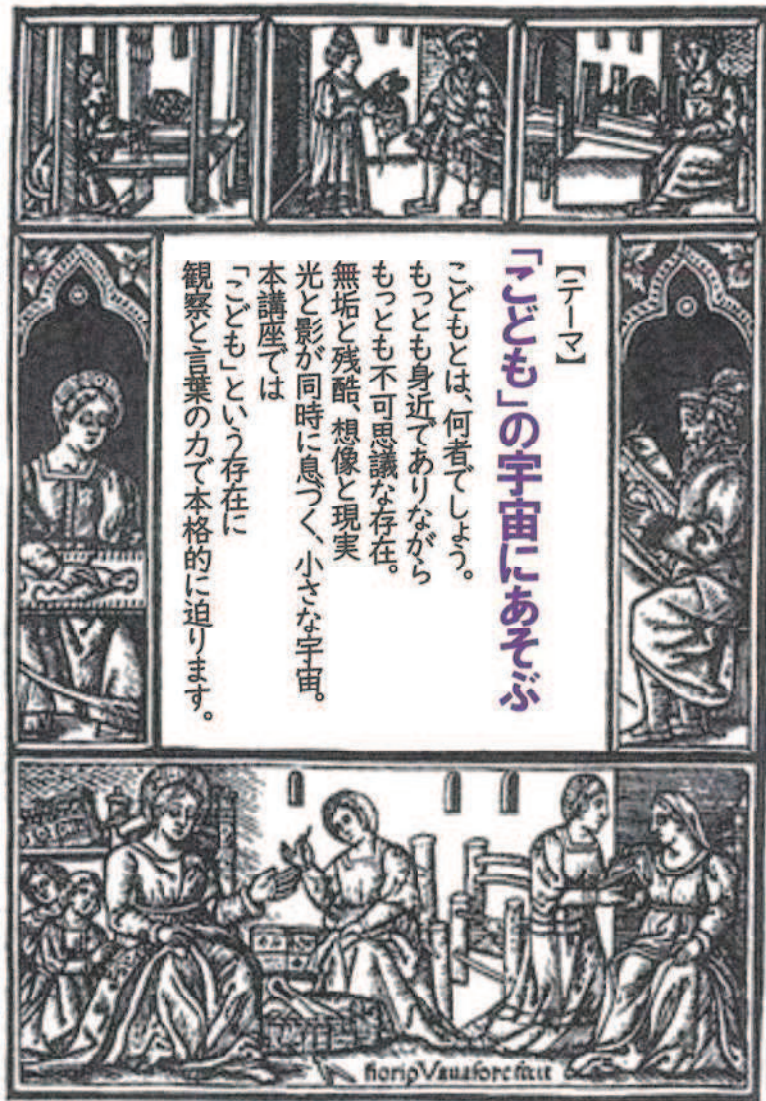 【テーマ】
「こども」の宇宙にあそぶ
こどもとは、何者でしょう。
もっとも身近でありながら
もっとも不可思議な存在。
無垢と残酷、想像と現実
光と影が同時に息づく、小さな宇宙。
本講座では
「こども」という存在に
観察と言葉の力で本格的に迫ります。